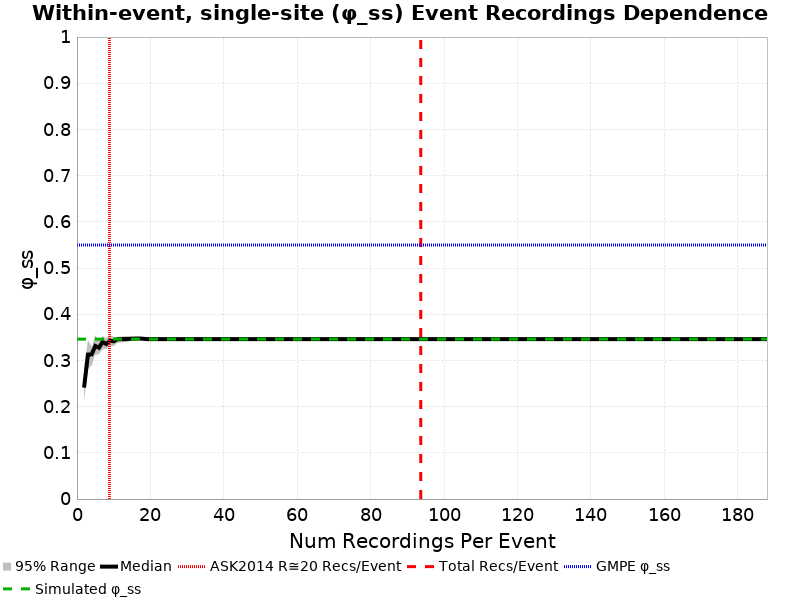 Within-event, single-site (φ_ss) Event Recordings Dependence
1
0.9
0.8
0.7
0.6
0.5
0.4
0.3
0.2
0.1
0
φ_ss
0 20 40 60 80 100 120 140 160 180
Num Recordings Per Event
95% Range Median ASK2014 R≅20 Recs/Event Total Recs/Event GMPE φ_ss
Simulated φ_ss